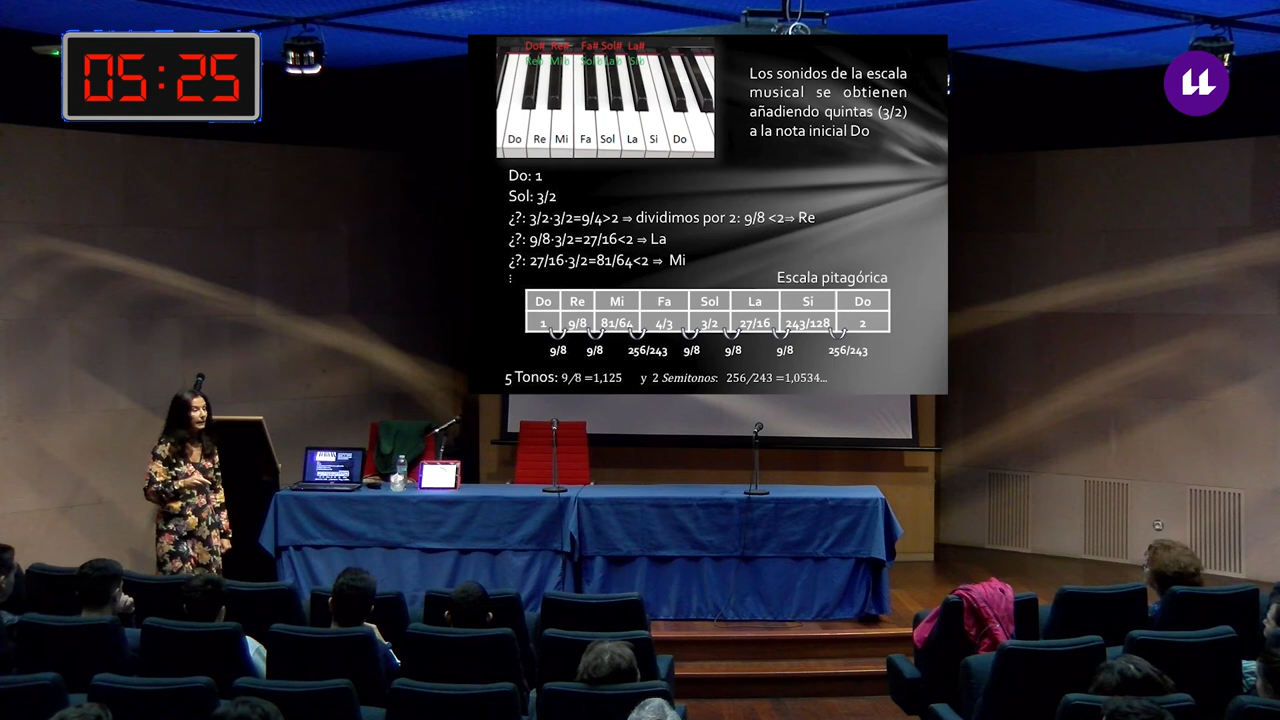 05:25
Do# Re# Fa# Sol# La#
Reb Mib Solb Lab Sib
Do Re Mi Fa Sol La Si Do
Los sonidos de la escala
musical se obtienen
añadiendo quintas (3/2)
a la nota inicial Do
Do: 1
Sol: 3/2
¿?: 3/2·3/2=9/4>2 ⇒ dividimos por 2: 9/8 <2⇒ Re
¿?: 9/8·3/2=27/16<2 ⇒ La
¿?: 27/16·3/2=81/64<2 ⇒ Mi
⋮
Escala pitagórica
Do Re Mi Fa Sol La Si Do
1 9/8 81/64 4/3 3/2 27/16 243/128 2
9/8 9/8 256/243 9/8 9/8 9/8 256/243
5 Tonos: 9/8 =1,125 y 2 Semitonos: 256/243 =1,0534...